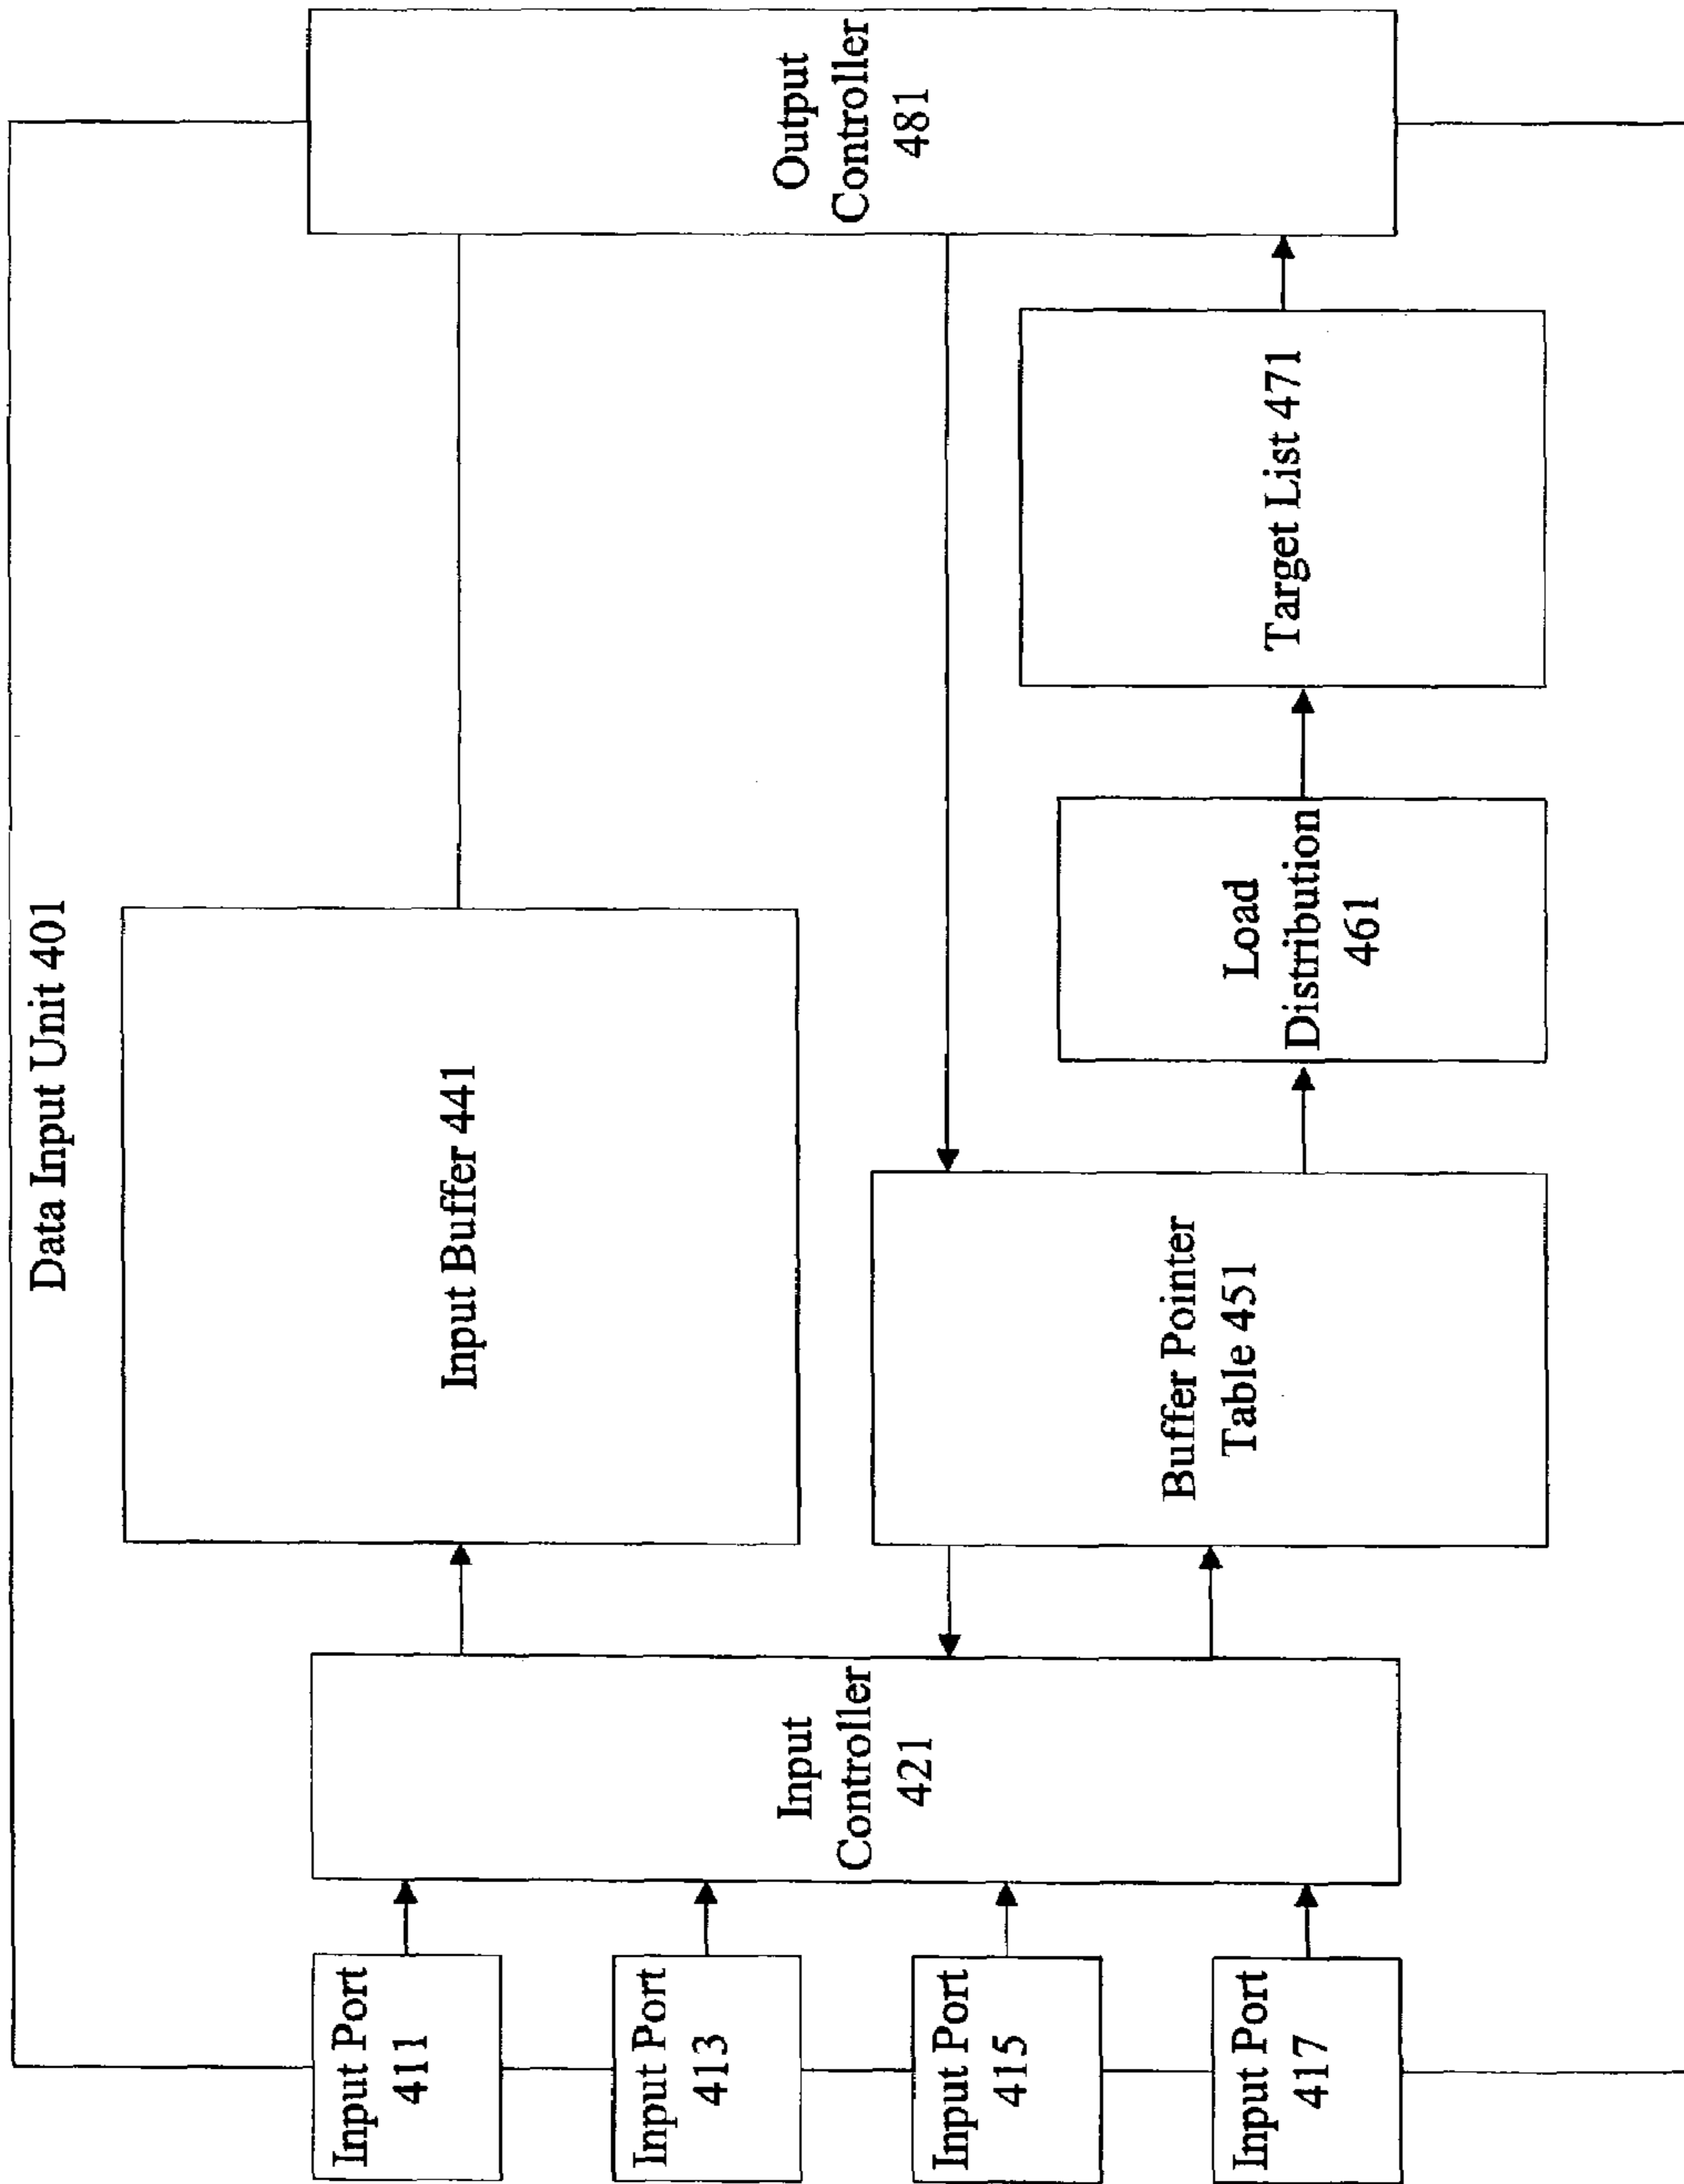 Data Input Unit 401
Input Port
411
Input Port
413
Input Port
415
Input Port
417
Input
Controller
421
Input Buffer 441
Buffer Pointer
Table 451
Load
Distribution
461
Target List 471
Output
Controller
481